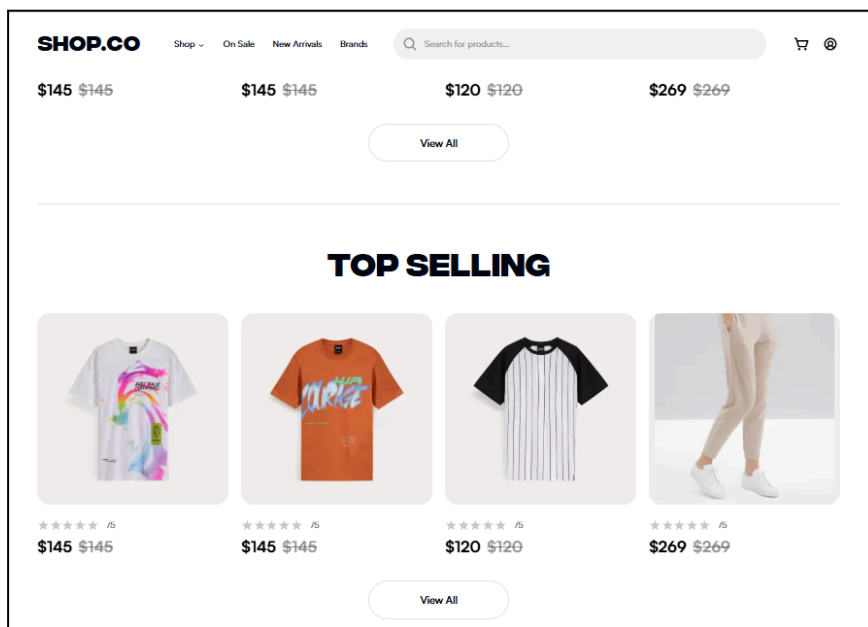 SHOP.CO Shop On Sale New Arrivals Brands Search for products...
$145 $145 $145 $145 $120 $120 $269 $269
View All
TOP SELLING
COURAGE
/5 /5 /5 /5
$145 $145 $145 $145 $120 $120 $269 $269
View All